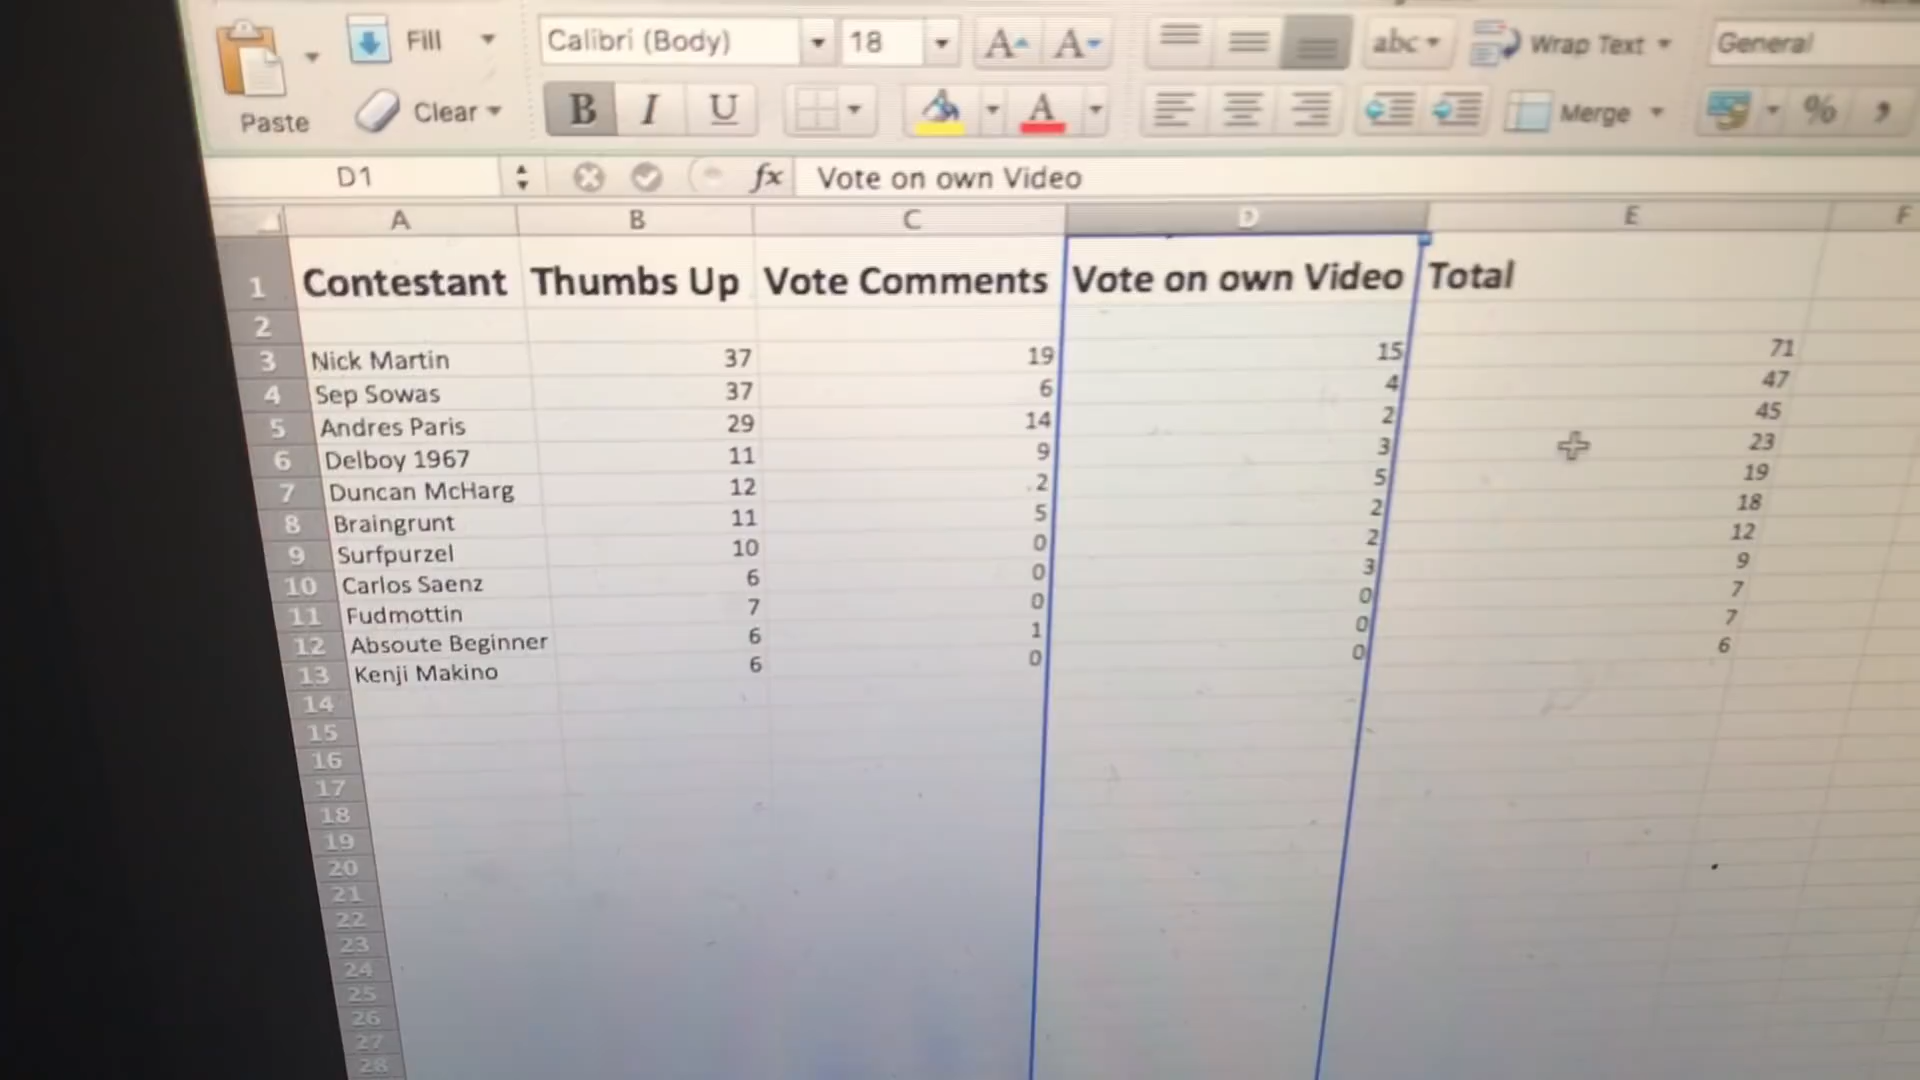 Fill Calibri (Body) 18 A A abc Wrap Text General
Paste Clear B I U A Merge % ,
D1 fx Vote on own Video
A B C D E F
1 Contestant Thumbs Up Vote Comments Vote on own Video Total
2
3 Nick Martin 37 19 15 71
4 Sep Sowas 37 6 4 47
5 Andres Paris 29 14 2 45
6 Delboy 1967 11 9 3 23
7 Duncan McHarg 12 2 5 19
8 Braingrunt 11 5 2 18
9 Surfpurzel 10 0 2 12
10 Carlos Saenz 6 0 3 9
11 Fudmottin 7 0 0 7
12 Absoute Beginner 6 1 0 7
13 Kenji Makino 6 0 0 6
14
15
16
17
18
19
20
21
22
23
24
25
26
27
28